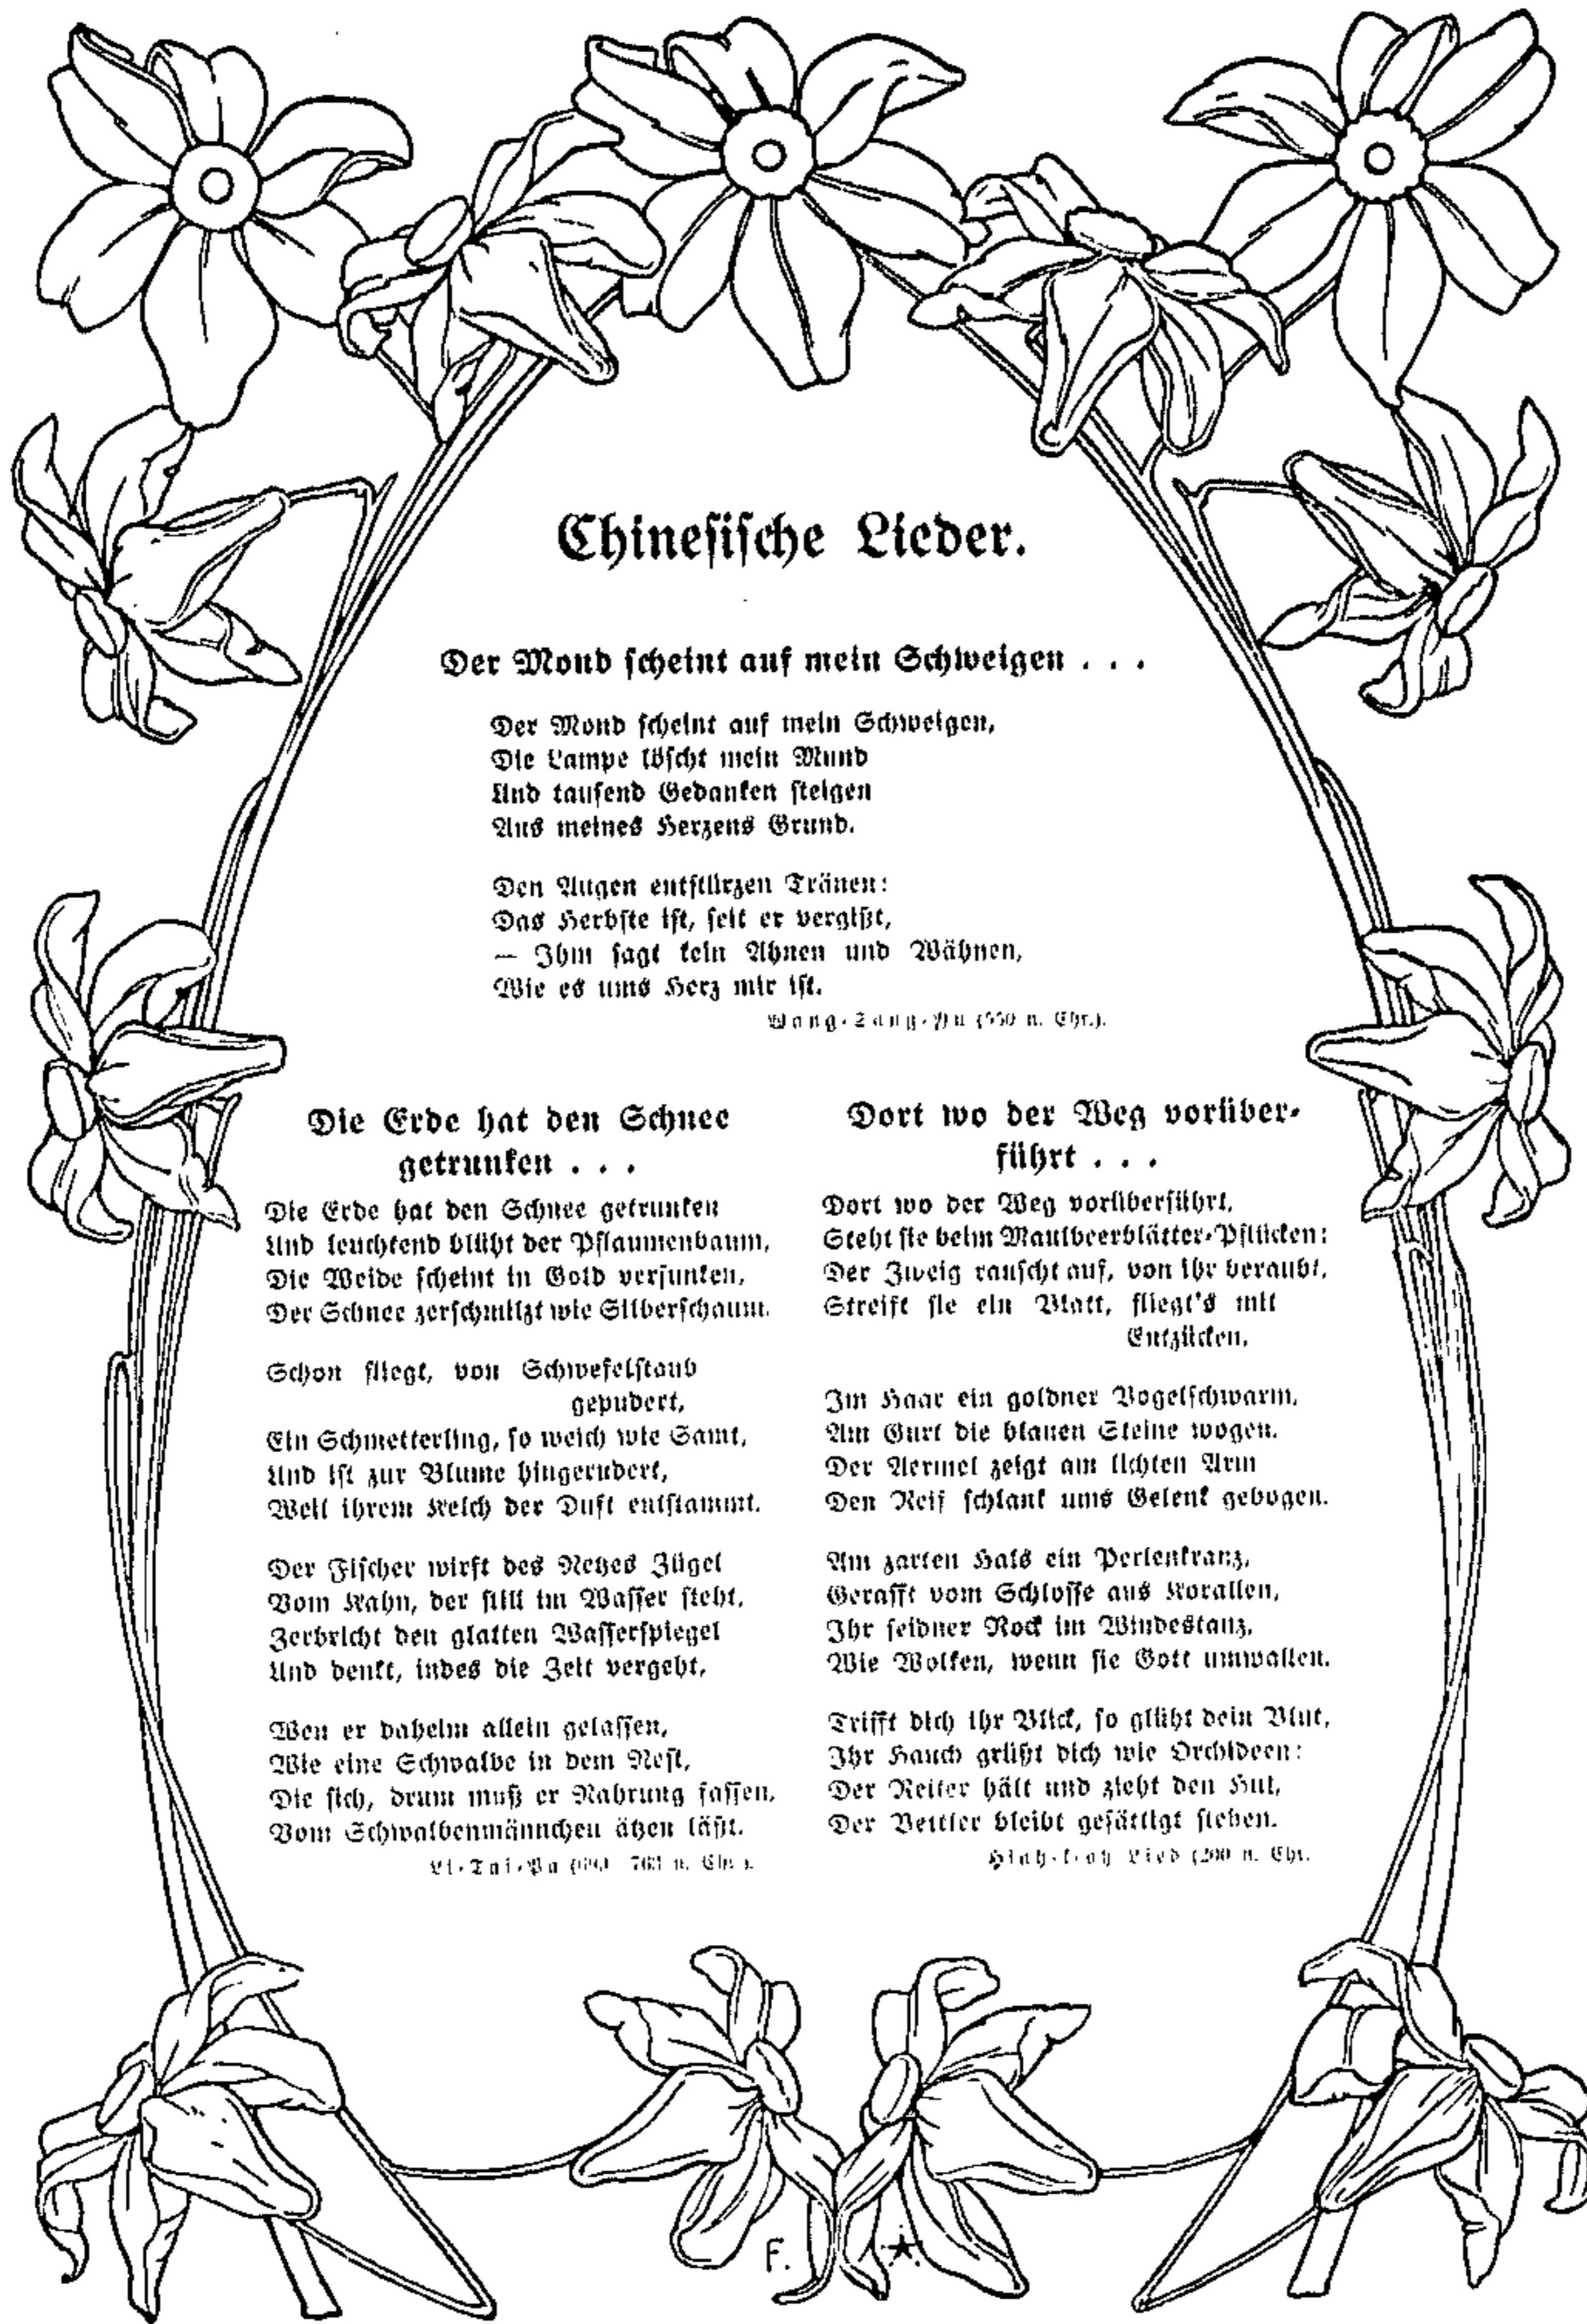 Chinesische Lieder.
Der Mond scheint auf mein Schweigen . . .
Der Mond scheint auf mein Schweigen,
Die Lampe löscht mein Mund
Und tausend Gedanken steigen
Aus meines Herzens Grund.
Den Augen entstürzen Tränen:
Das Herbste ist, seit er vergißt,
— Ihm sagt kein Ahnen und Wähnen,
Wie es ums Herz mir ist.
Wang-Sang-Yu (550 n. Chr.).
Die Erde hat den Schnee
getrunken . . .
Die Erde hat den Schnee getrunken
Und leuchtend blüht der Pflaumenbaum,
Die Weide scheint in Gold versunken,
Der Schnee zerschmilzt wie Silberschaum.
Schon fliegt, von Schwefelstaub
gepudert,
Ein Schmetterling, so weich wie Samt,
Und ist zur Blume hingerudert,
Weil ihrem Kelch der Duft entstammt.
Der Fischer wirft des Netzes Zügel
Vom Kahn, der still im Wasser steht,
Zerbricht den glatten Wasserspiegel
Und denkt, indes die Zeit vergeht,
Wen er daheim allein gelassen,
Wie eine Schwalbe in dem Nest,
Die sich, drum muß er Nahrung fassen,
Vom Schwalbenmännchen ätzen läßt.
Li-Tai-Pa n. Chr.).
Dort wo der Weg vorüber-
führt . . .
Dort wo der Weg vorüberführt,
Steht sie beim Maulbeerblätter-Pflücken:
Der Zweig rauscht auf, von ihr beraubt,
Streift sie ein Blatt, fliegt's mit
Entzücken.
Im Haar ein goldner Vogelschwarm,
Am Gurt die blauen Steine wogen.
Der Aermel zeigt am lichten Arm
Den Reif schlank ums Gelenk gebogen.
Am zarten Hals ein Perlenkranz,
Gerafft vom Schlosse aus Korallen,
Ihr seidner Rock im Windestanz,
Wie Wolken, wenn sie Gott umwallen.
Trifft dich ihr Blick, so glüht dein Blut,
Ihr Hauch grüßt dich wie Orchideen:
Der Reiter hält und zieht den Hut,
Der Bettler bleibt gesättigt stehen.
Lied (200 n. Chr.
F.